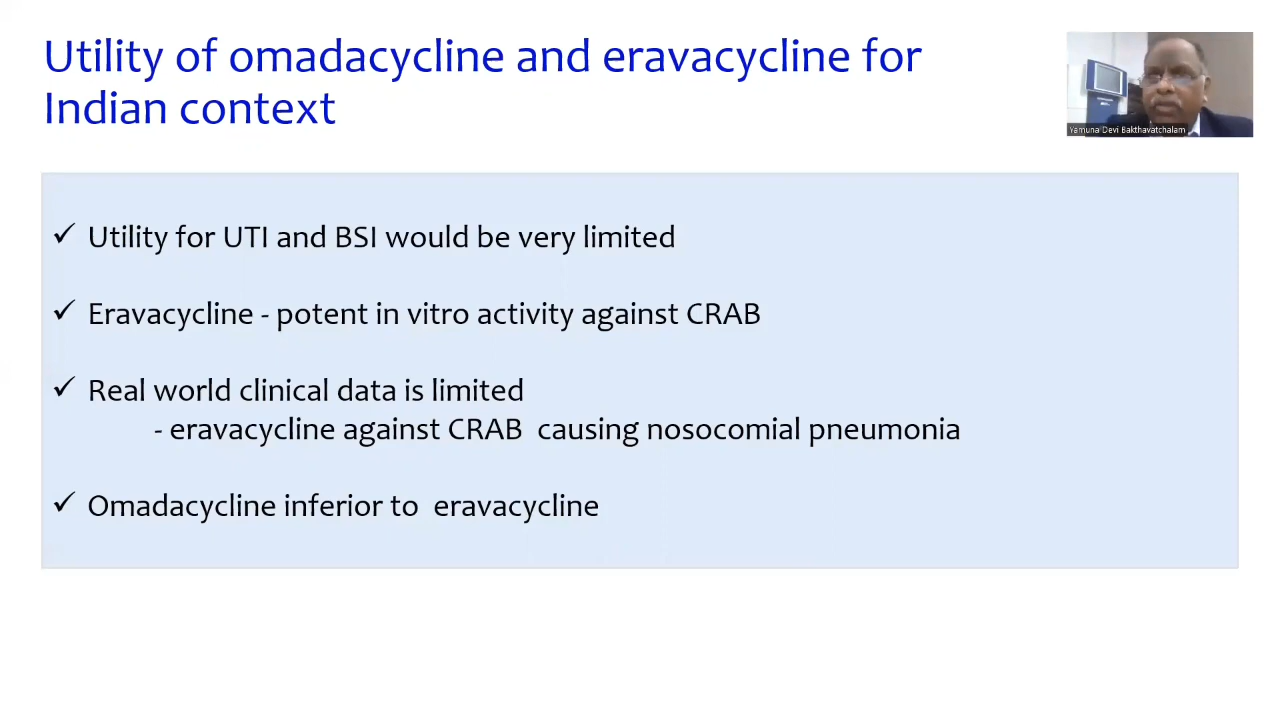 Utility of omadacycline and eravacycline for
Indian context
Yamuna Devi Bakthavatchalam
✓ Utility for UTI and BSI would be very limited
✓ Eravacycline - potent in vitro activity against CRAB
✓ Real world clinical data is limited
- eravacycline against CRAB causing nosocomial pneumonia
✓ Omadacycline inferior to eravacycline